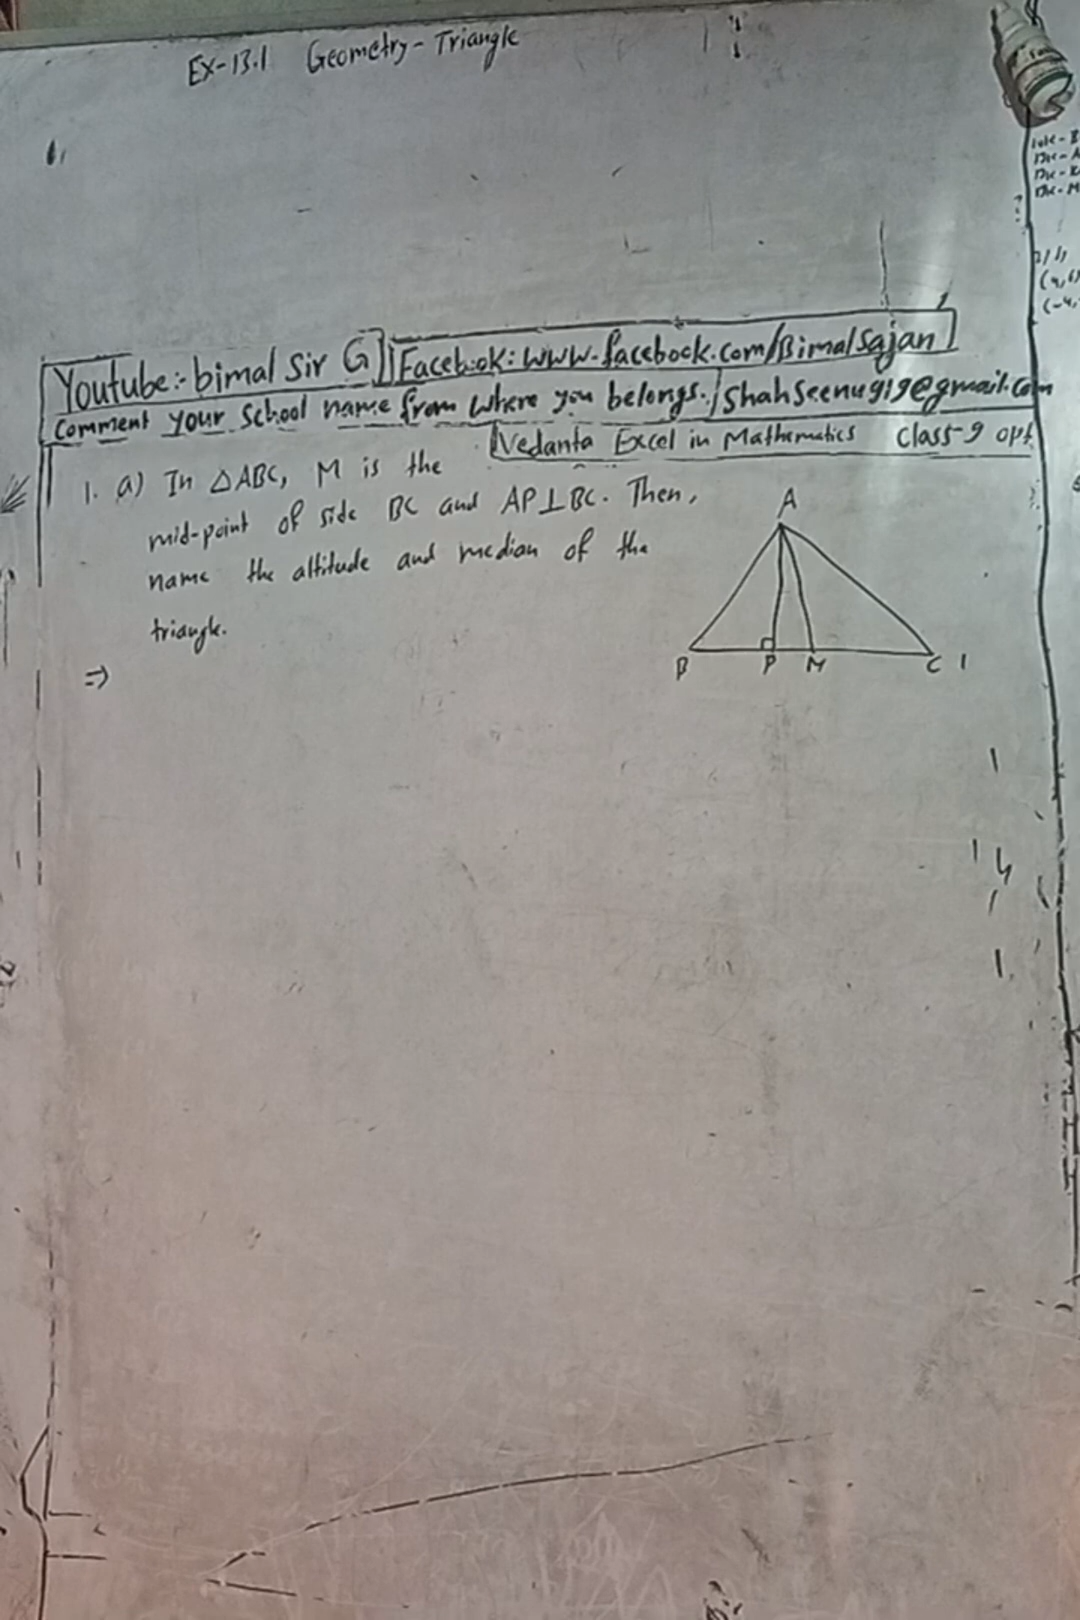 Ex-13.1 Geometry- Triangle
Youtube:- bimal Sir G
Facebook: www.facebook.com/Bimalsajan
Comment your School name from where you belongs. / Shahseenu919@gmail.com
Vedanta Excel in Mathematics Class-9 opt.
1. a) In △ABC, M is the
mid-point of side BC and AP⊥BC. Then,
name the altitude and median of the
triangle.
⇒
A
B P M C